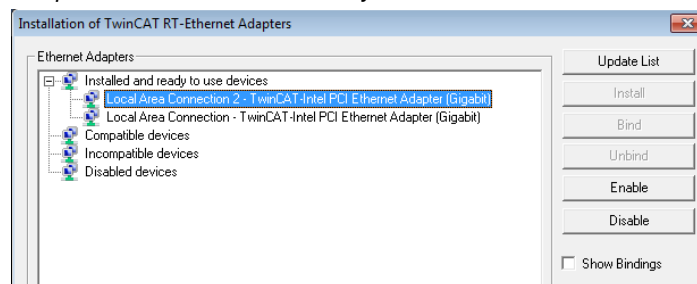 Installation of TwinCAT RT-Ethernet Adapters
Ethernet Adapters
Update List
Installed and ready to use devices
Install
Local Area Connection 2 - TwinCAT-Intel PCI Ethernet Adapter (Gigabit)
Local Area Connection - TwinCAT-Intel PCI Ethernet Adapter (Gigabit)
Bind
Compatible devices
Incompatible devices
Unbind
Disabled devices
Enable
Disable
Show Bindings